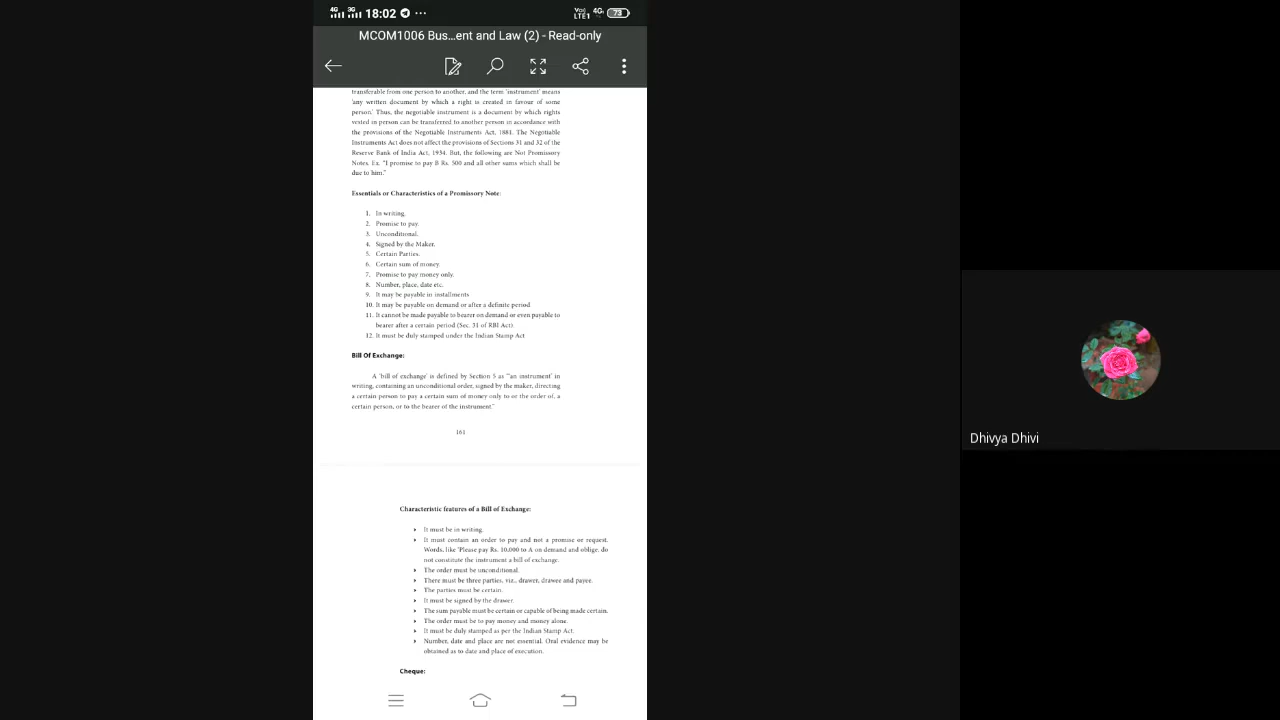 18:02
VoD LTE1 4G 73
MCOM1006 Bus...ent and Law (2) - Read-only
transferable from one person to another, and the term 'instrument' means
'any written document by which a right is created in favour of some
person.' Thus, the negotiable instrument is a document by which rights
vested in person can be transferred to another person in accordance with
the provisions of the Negotiable Instruments Act, 1881. The Negotiable
Instruments Act does not affect the provisions of Sections 31 and 32 of the
Reserve Bank of India Act, 1934. But, the following are Not Promissory
Notes. Ex. "I promise to pay B Rs. 500 and all other sums which shall be
due to him."
Essentials or Characteristics of a Promissory Note:
1. In writing.
2. Promise to pay.
3. Unconditional.
4. Signed by the Maker.
5. Certain Parties.
6. Certain sum of money.
7. Promise to pay money only.
8. Number, place, date etc.
9. It may be payable in installments
10. It may be payable on demand or after a definite period
11. It cannot be made payable to bearer on demand or even payable to
bearer after a certain period (Sec. 31 of RBI Act).
12. It must be duly stamped under the Indian Stamp Act
Bill Of Exchange:
A 'bill of exchange' is defined by Section 5 as "'an instrument' in
writing, containing an unconditional order, signed by the maker, directing
a certain person to pay a certain sum of money only to or the order of, a
certain person, or to the bearer of the instrument."
161
Characteristic features of a Bill of Exchange:
It must be in writing.
It must contain an order to pay and not a promise or request.
Words, like 'Please pay Rs. 10,000 to A on demand and oblige, do
not constitute the instrument a bill of exchange.
The order must be unconditional.
There must be three parties, viz., drawer, drawee and payee.
The parties must be certain.
It must be signed by the drawer.
The sum payable must be certain or capable of being made certain.
The order must be to pay money and money alone.
It must be duly stamped as per the Indian Stamp Act.
Number, date and place are not essential. Oral evidence may be
obtained as to date and place of execution.
Cheque:
Dhivya Dhivi